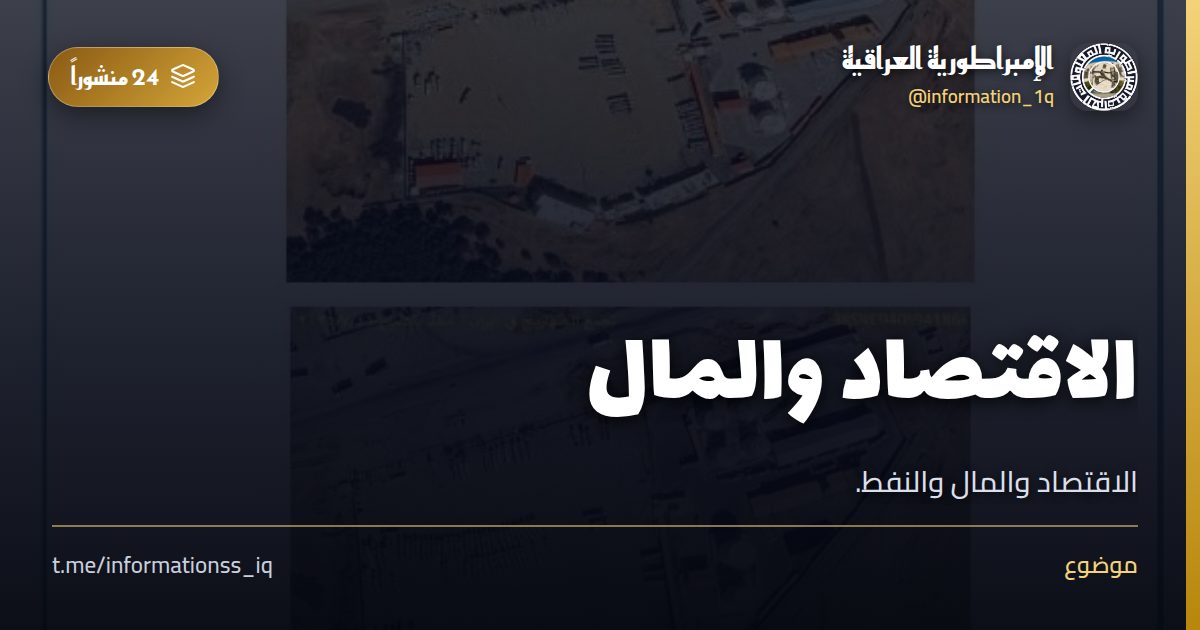 الإمبراطورية العراقية
@information_1q
24 منشوراً
الاقتصاد والمال
الاقتصاد والمال والنفط.
موضوع
t.me/informationss_iq